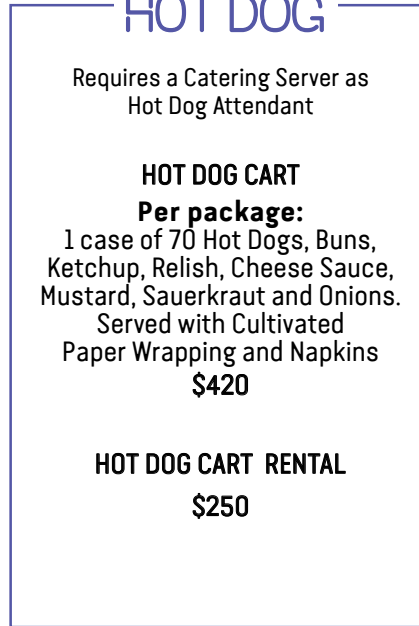 HOT DOG
Requires a Catering Server as
Hot Dog Attendant
HOT DOG CART
Per package:
1 case of 70 Hot Dogs, Buns,
Ketchup, Relish, Cheese Sauce,
Mustard, Sauerkraut and Onions.
Served with Cultivated
Paper Wrapping and Napkins
$420
HOT DOG CART RENTAL
$250